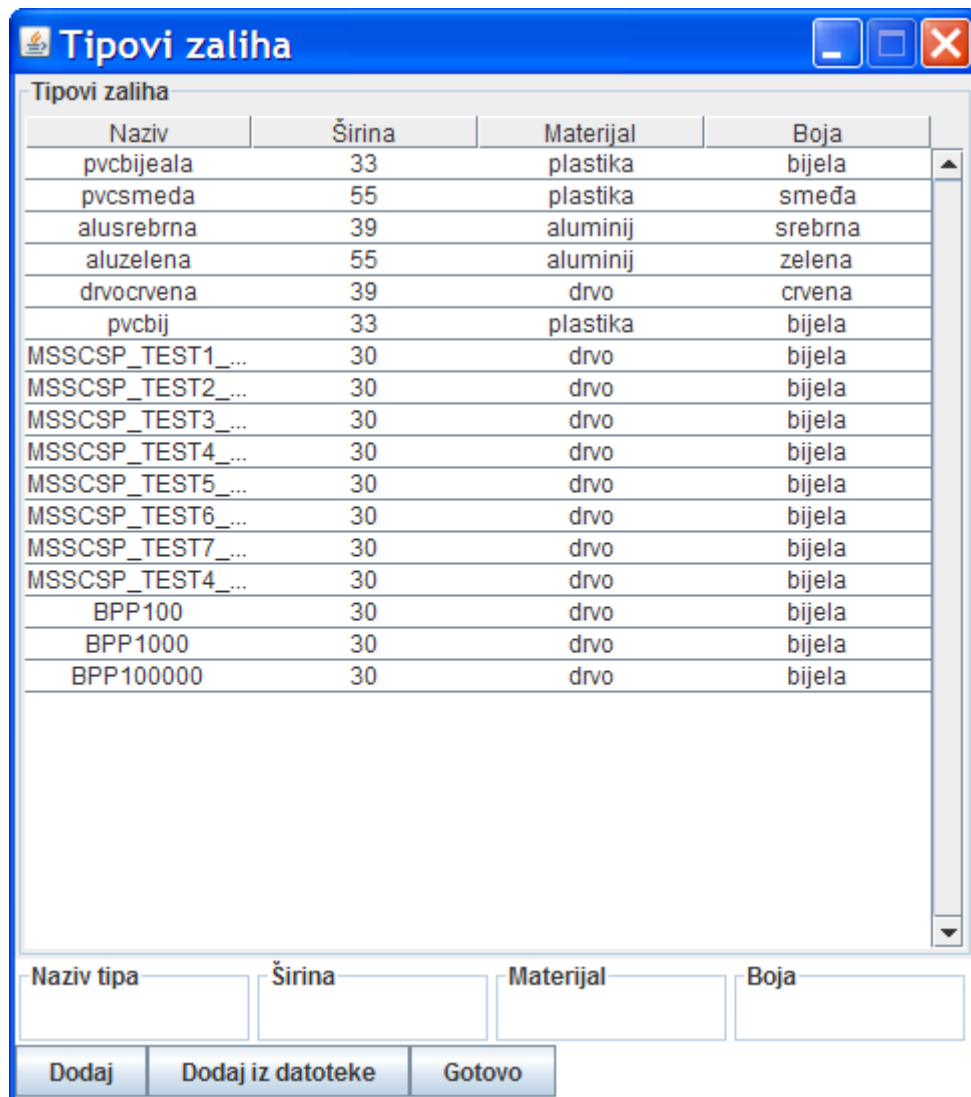 Tipovi zaliha
Tipovi zaliha
Naziv Širina Materijal Boja
pvcbijeala 33 plastika bijela
pvcsmeda 55 plastika smeđa
alusrebrna 39 aluminij srebrna
aluzelena 55 aluminij zelena
drvocrvena 39 drvo crvena
pvcbij 33 plastika bijela
MSSCSP_TEST1_... 30 drvo bijela
MSSCSP_TEST2_... 30 drvo bijela
MSSCSP_TEST3_... 30 drvo bijela
MSSCSP_TEST4_... 30 drvo bijela
MSSCSP_TEST5_... 30 drvo bijela
MSSCSP_TEST6_... 30 drvo bijela
MSSCSP_TEST7_... 30 drvo bijela
MSSCSP_TEST4_... 30 drvo bijela
BPP100 30 drvo bijela
BPP1000 30 drvo bijela
BPP100000 30 drvo bijela
Naziv tipa Širina Materijal Boja
Dodaj Dodaj iz datoteke Gotovo